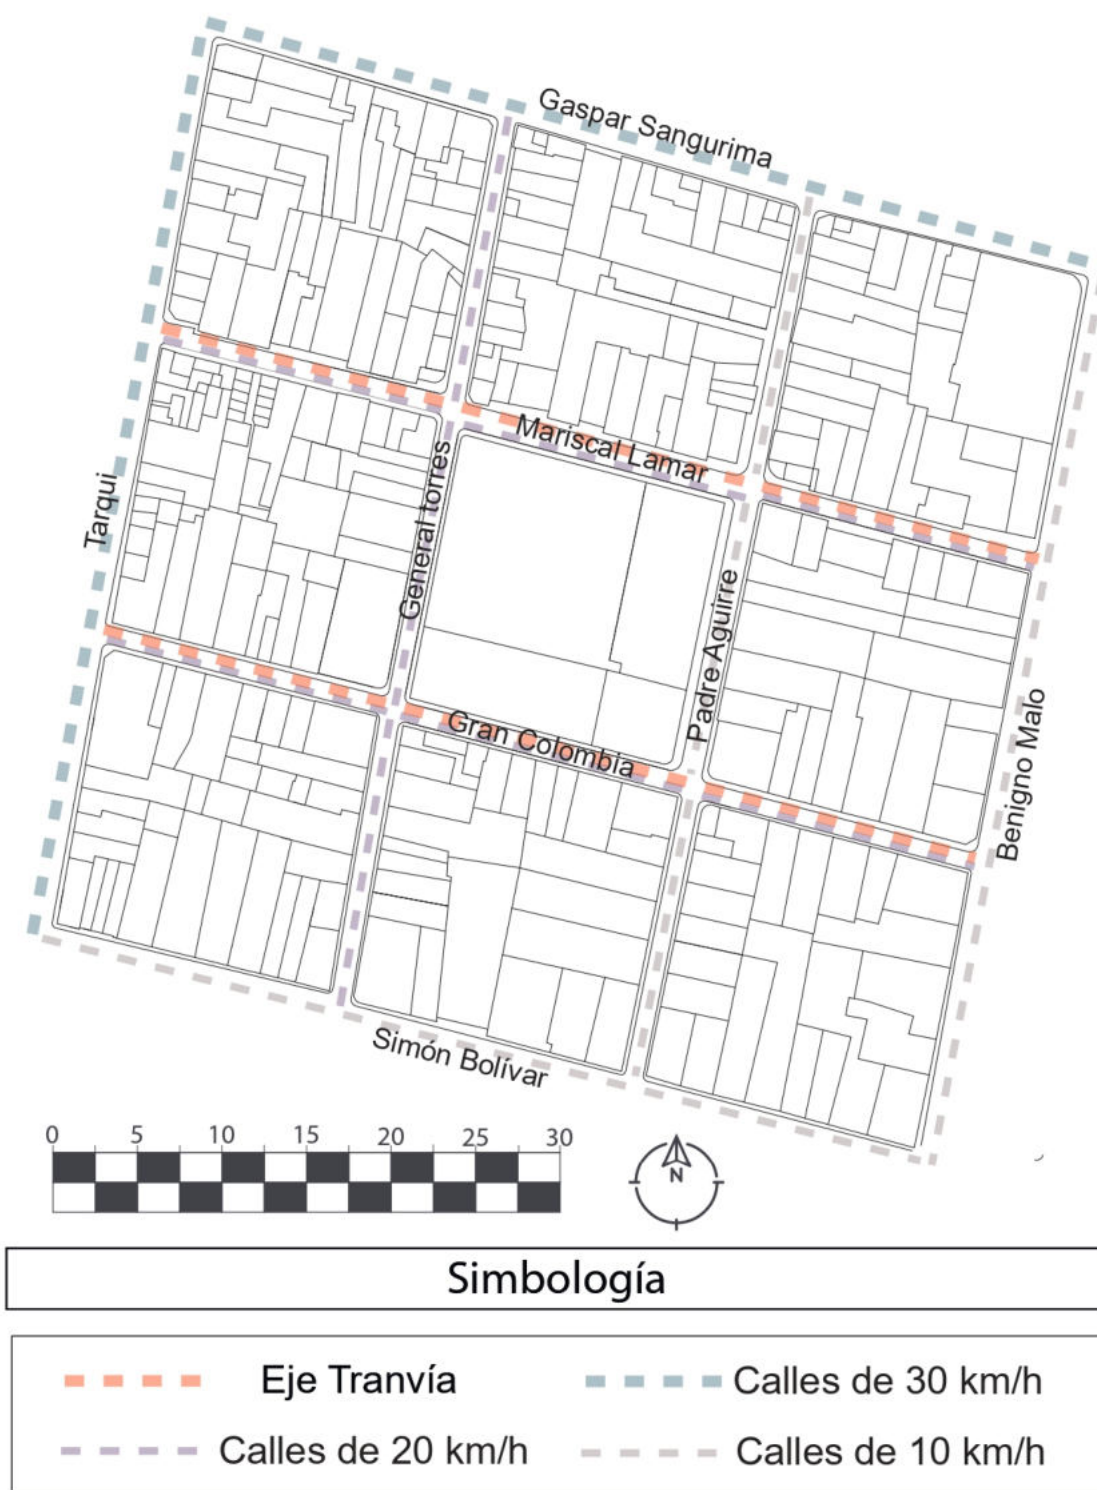 Gaspar Sangurima
Mariscal Lamar
Tarqui
General torres
Padre Aguirre
Gran Colombia
Benigno Malo
Simón Bolívar
0 5 10 15 20 25 30
N
Simbología
Eje Tranvía
Calles de 30 km/h
Calles de 20 km/h
Calles de 10 km/h